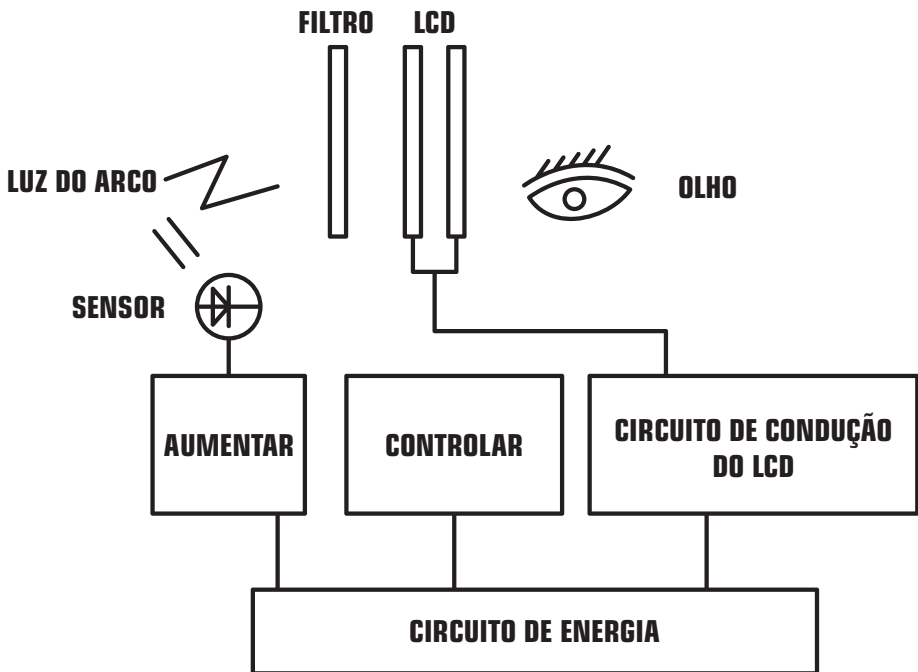 FILTRO
LCD
LUZ DO ARCO
OLHO
SENSOR
AUMENTAR
CONTROLAR
CIRCUITO DE CONDUÇÃO
DO LCD
CIRCUITO DE ENERGIA